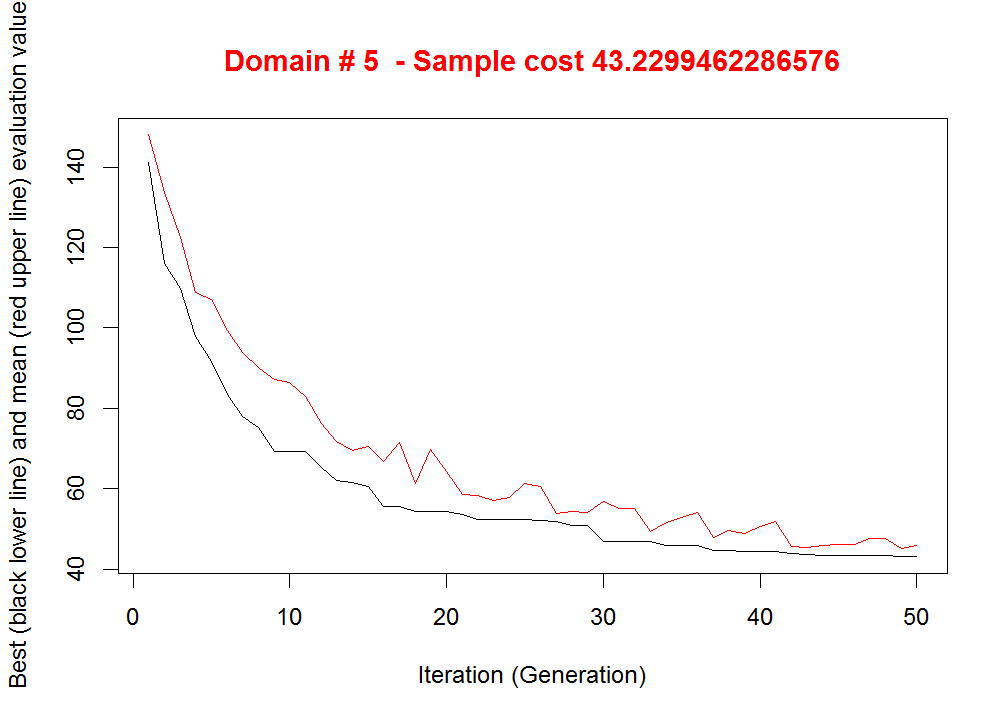 Domain # 5  - Sample cost 43.2299462286576
Best (black lower line) and mean (red upper line) evaluation value
140
120
100
80
60
40
0 10 20 30 40 50
Iteration (Generation)